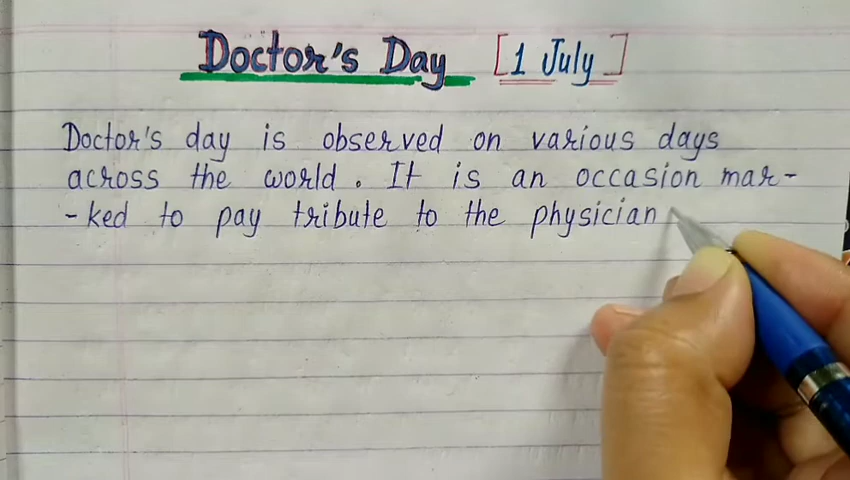 Doctor's Day [1 July]
Doctor's day is observed on various days
across the world. It is an occasion mar-
-ked to pay tribute to the physician